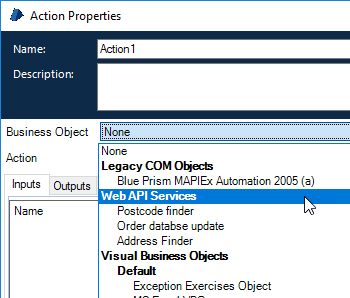 Action Properties
Name: Action1
Description:
Business Object None
Action
None
Legacy COM Objects
Blue Prism MAPIEx Automation 2005 (a)
Web API Services
Postcode finder
Order databse update
Address Finder
Visual Business Objects
Default
Exception Exercises Object
Inputs Outputs
Name